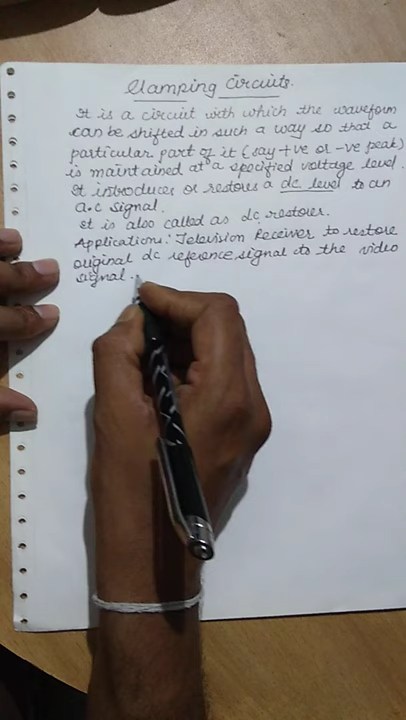 Clamping Circuits.
It is a circuit with which the waveform
can be shifted in such a way so that a
particular part of it (say +ve or -ve peak)
is maintained at a specified voltage level.
It introduces or restores a dc level to an
a.c signal.
It is also called as dc restorer.
Applications: Television Receiver to restore
original dc reference signal to the video
signal.